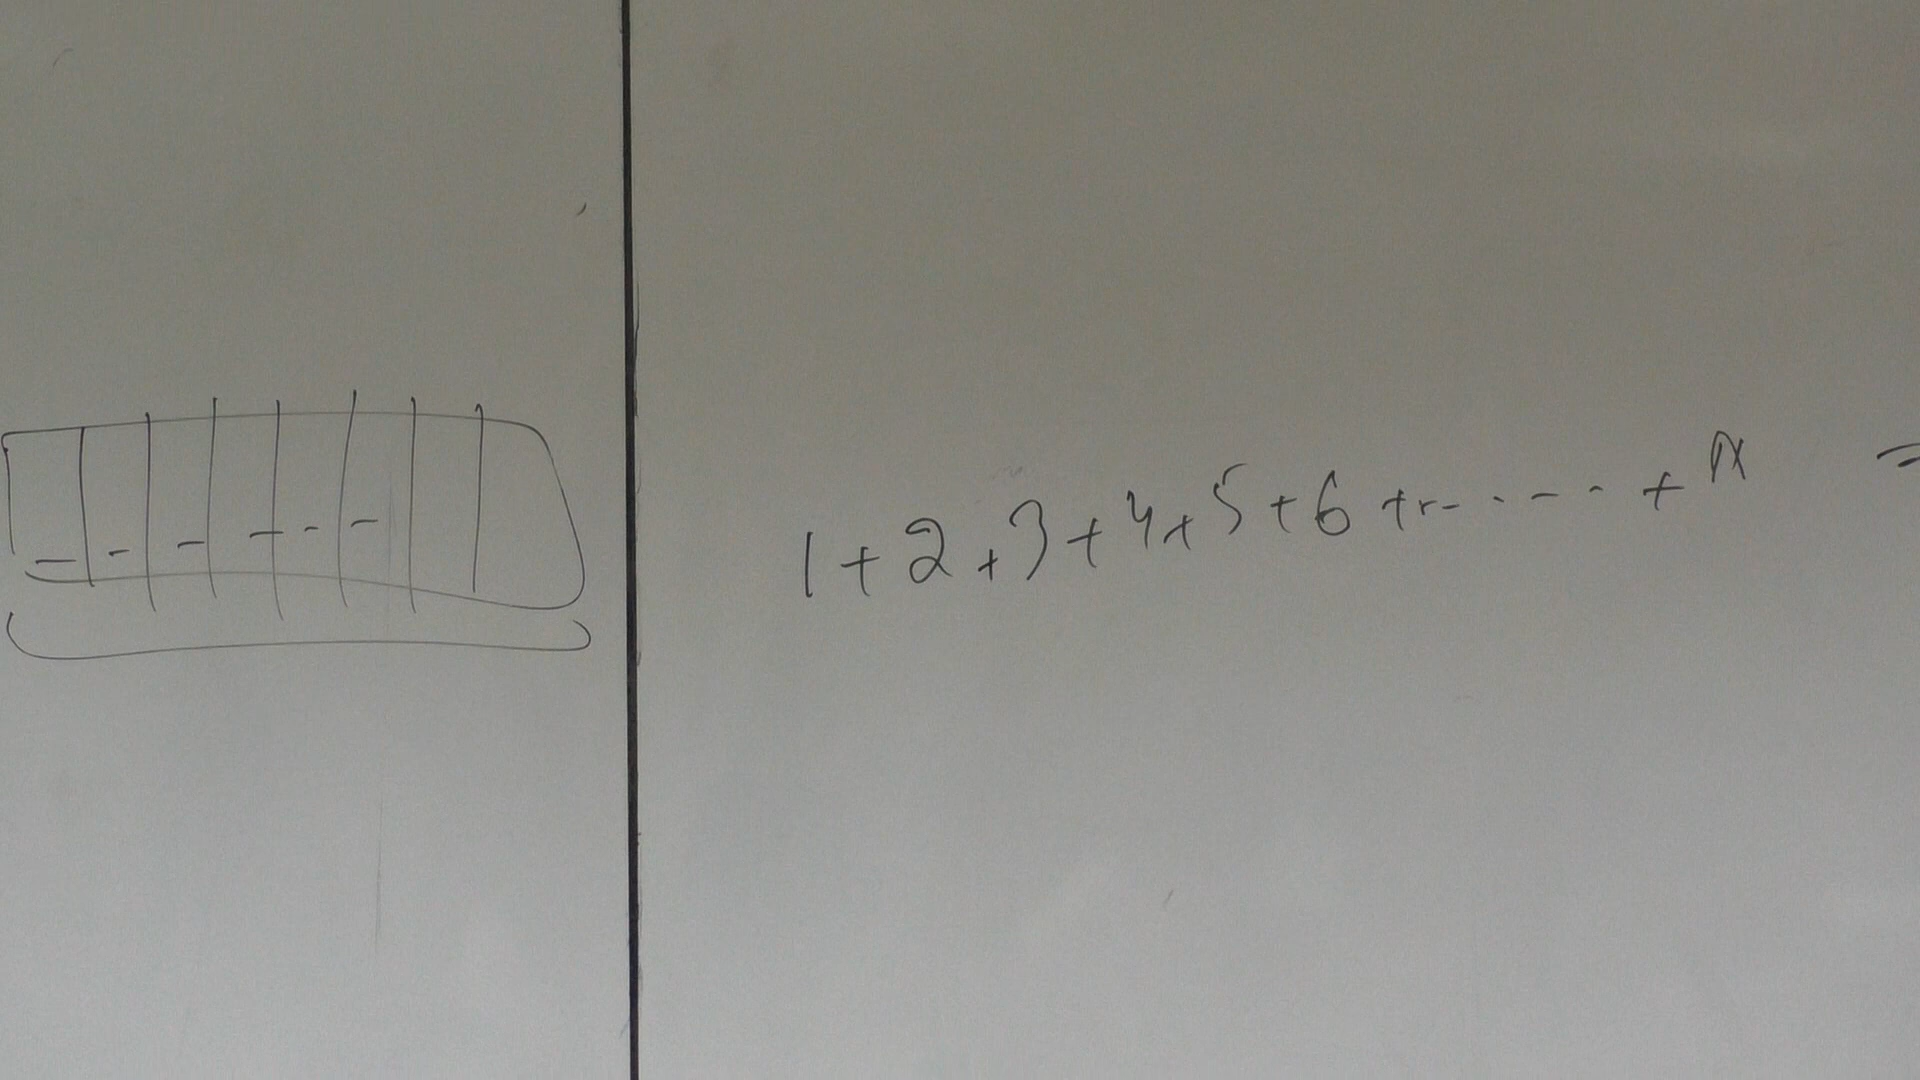 1 + 2 + 3 + 4 + 5 + 6 + - - - - - - + n =